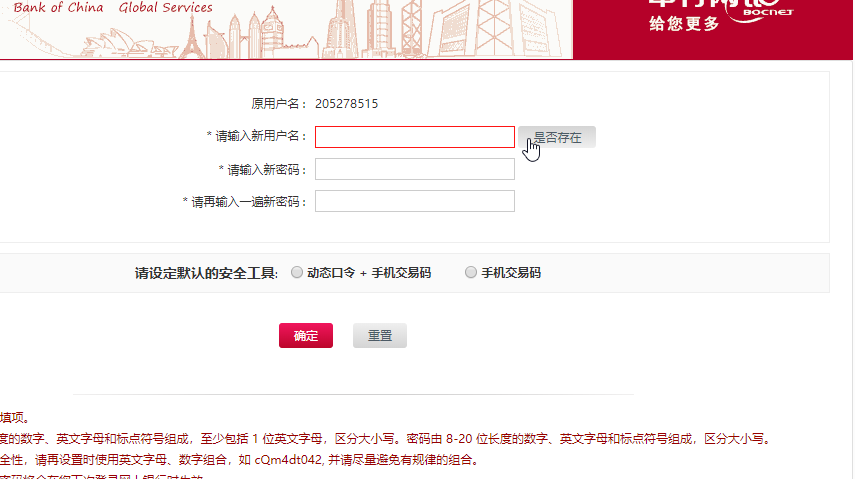 Bank of China Global Services
给您更多
BOCNET
原用户名: 205278515
* 请输入新用户名:
是否存在
* 请输入新密码:
* 请再输入一遍新密码:
请设定默认的安全工具: 动态口令 + 手机交易码 手机交易码
确定 重置
填项。
度的数字、英文字母和标点符号组成，至少包括 1 位英文字母，区分大小写。密码由 8-20 位长度的数字、英文字母和标点符号组成，区分大小写。
全性，请再设置时使用英文字母、数字组合，如 cQm4dt042, 并请尽量避免有规律的组合。